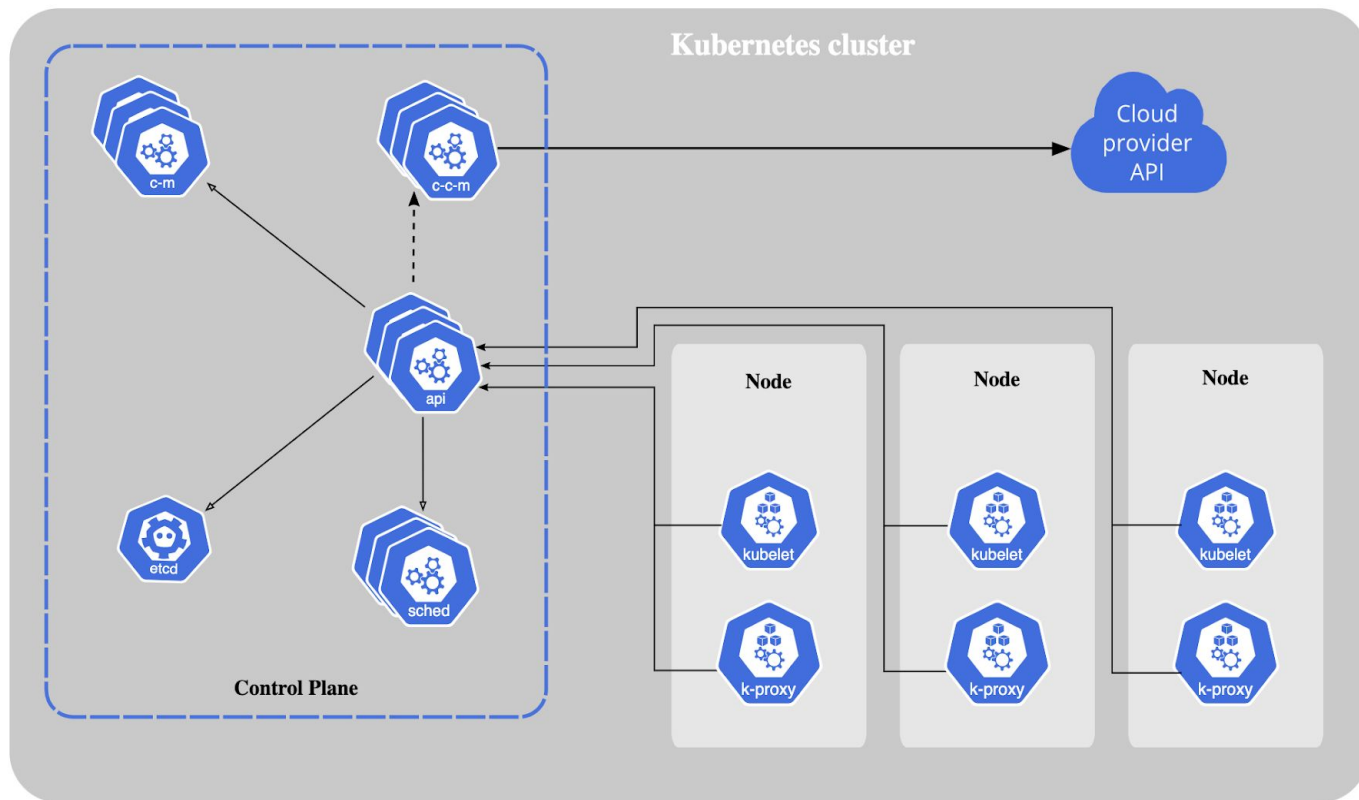 Kubernetes cluster
c-m
c-c-m
Cloud
provider
API
api
Node
Node
Node
etcd
sched
kubelet
kubelet
kubelet
k-proxy
k-proxy
k-proxy
Control Plane